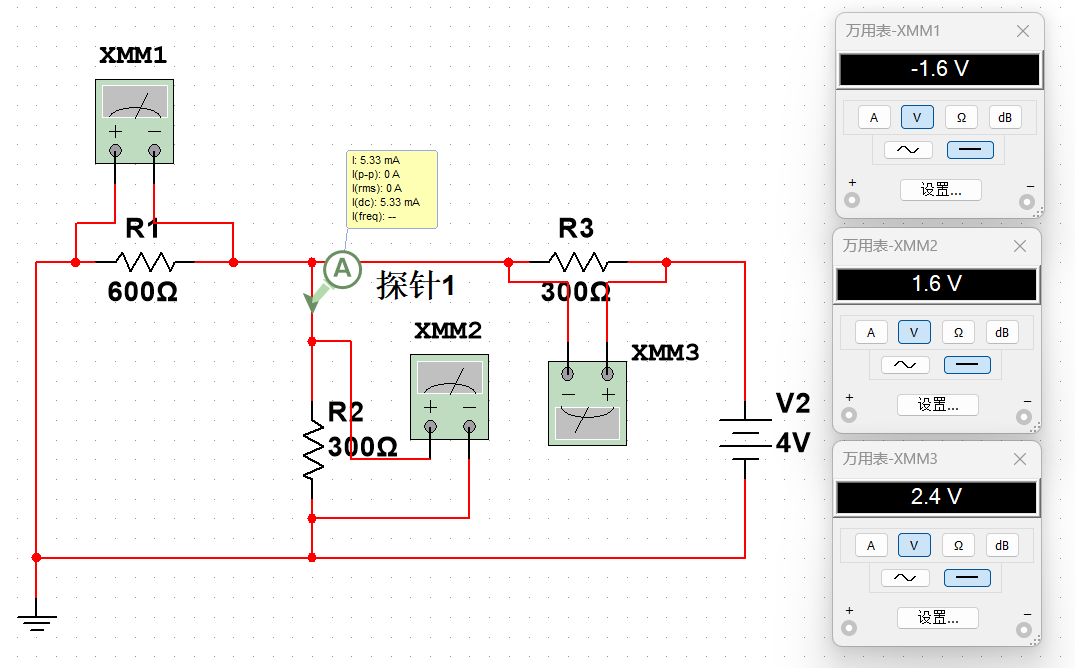 XMM1
+ −
R1
600Ω
I: 5.33 mA
I(p-p): 0 A
I(rms): 0 A
I(dc): 5.33 mA
I(freq): --
A
探针1
R3
300Ω
XMM2
+ −
XMM3
− +
R2
300Ω
V2
4V
万用表-XMM1
-1.6 V
A V Ω dB
+ 设置... −
万用表-XMM2
1.6 V
A V Ω dB
+ 设置... −
万用表-XMM3
2.4 V
A V Ω dB
+ 设置... −